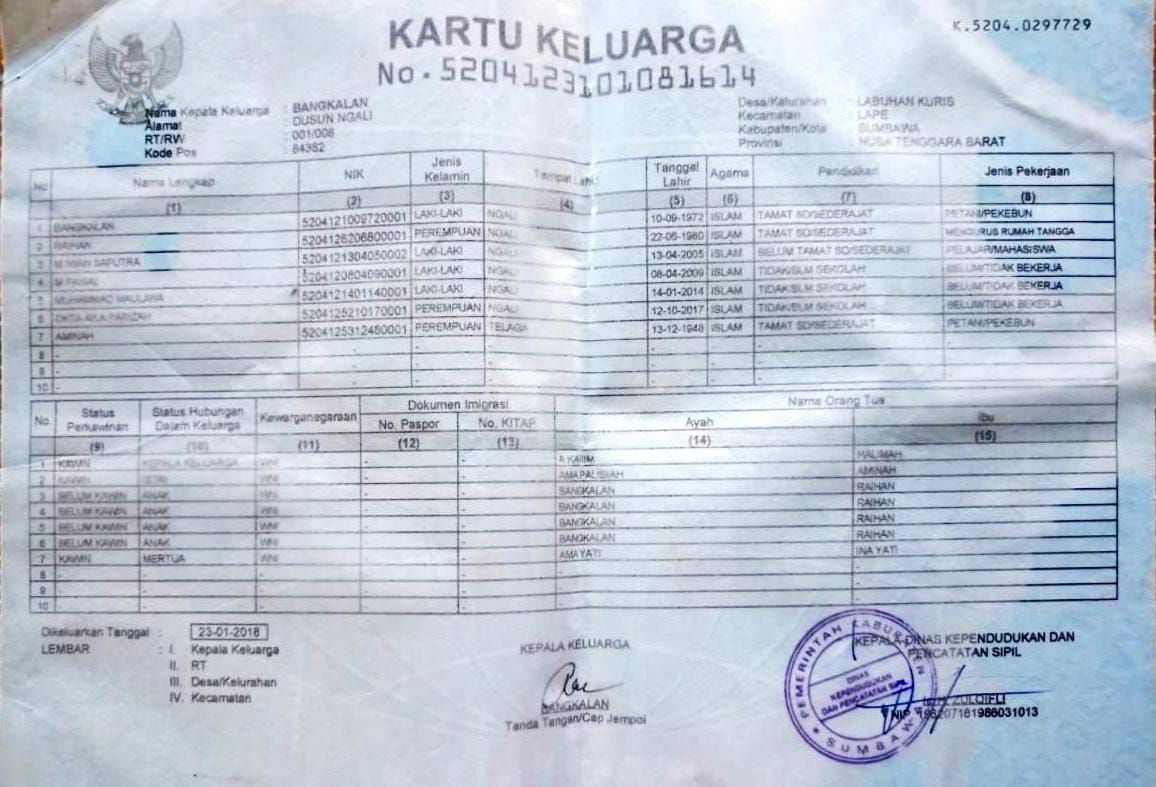 K.5204.0297729
KARTU KELUARGA
No. 5204123101081614
Nama Kepala Keluarga : BANGKALAN
Alamat : DUSUN NGALI
RT/RW : 001/008
Kode Pos : 84382
Desa/Kelurahan : LABUHAN KURIS
Kecamatan : LAPE
Kabupaten/Kota : SUMBAWA
Provinsi : NUSA TENGGARA BARAT
No Nama Lengkap NIK Jenis Kelamin Tempat Lahir Tanggal Lahir Agama Pendidikan Jenis Pekerjaan
(1) (2) (3) (4) (5) (6) (7) (8)
1 BANGKALAN 5204121009720001 LAKI-LAKI NGALI 10-09-1972 ISLAM TAMAT SD/SEDERAJAT PETANI/PEKEBUN
2 RAIHAN 5204126206800001 PEREMPUAN NGALI 22-06-1980 ISLAM TAMAT SD/SEDERAJAT MENGURUS RUMAH TANGGA
3 SAPUTRA 5204121304050002 LAKI-LAKI NGALI 13-04-2005 ISLAM BELUM TAMAT SD/SEDERAJAT PELAJAR/MAHASISWA
4 M FAISAL 5204120804090001 LAKI-LAKI NGALI 08-04-2009 ISLAM TIDAK/BLM SEKOLAH BELUM/TIDAK BEKERJA
5 MUHAMMAD MAULANA 5204121401140001 LAKI-LAKI NGALI 14-01-2014 ISLAM TIDAK/BLM SEKOLAH BELUM/TIDAK BEKERJA
6 5204125210170001 PEREMPUAN NGALI 12-10-2017 ISLAM TIDAK/BLM SEKOLAH BELUM/TIDAK BEKERJA
7 AMINAH 5204125312480001 PEREMPUAN TELAGA 13-12-1948 ISLAM TAMAT SD/SEDERAJAT PETANI/PEKEBUN
8 - - - - - - -
9 - - - - - - -
10 - - - - - - -
No. Status Perkawinan Status Hubungan Dalam Keluarga Kewarganegaraan Dokumen Imigrasi Nama Orang Tua
No. Paspor No. KITAP Ayah Ibu
(9) (10) (11) (12) (13) (14) (15)
1 KAWIN KEPALA KELUARGA WNI - - A KARIM HALIMAH
2 KAWIN ISTRI WNI - - AMINAH
3 BELUM KAWIN ANAK WNI - - BANGKALAN RAIHAN
4 BELUM KAWIN ANAK WNI - - BANGKALAN RAIHAN
5 BELUM KAWIN ANAK WNI - - BANGKALAN RAIHAN
6 BELUM KAWIN ANAK WNI - - BANGKALAN RAIHAN
7 KAWIN MERTUA WNI - - AMA YATI INA YATI
8 - - - - - - -
9 - - - - - - -
10 - - - - - - -
Dikeluarkan Tanggal : 23-01-2018
LEMBAR : I. Kepala Keluarga
II. RT
III. Desa/Kelurahan
IV. Kecamatan
KEPALA KELUARGA
BANGKALAN
Tanda Tangan/Cap Jempol
KEPALA DINAS KEPENDUDUKAN DAN
PENCATATAN SIPIL
ZULQIFLI
NIP. 196207161986031013
PEMERINTAH KABUPATEN
DINAS
KEPENDUDUKAN
DAN PENCATATAN SIPIL
SUMBAWA